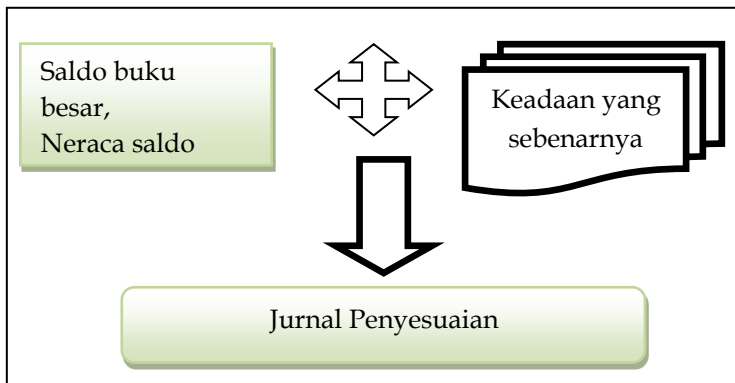 Saldo buku
besar,
Neraca saldo
Keadaan yang
sebenarnya
Jurnal Penyesuaian